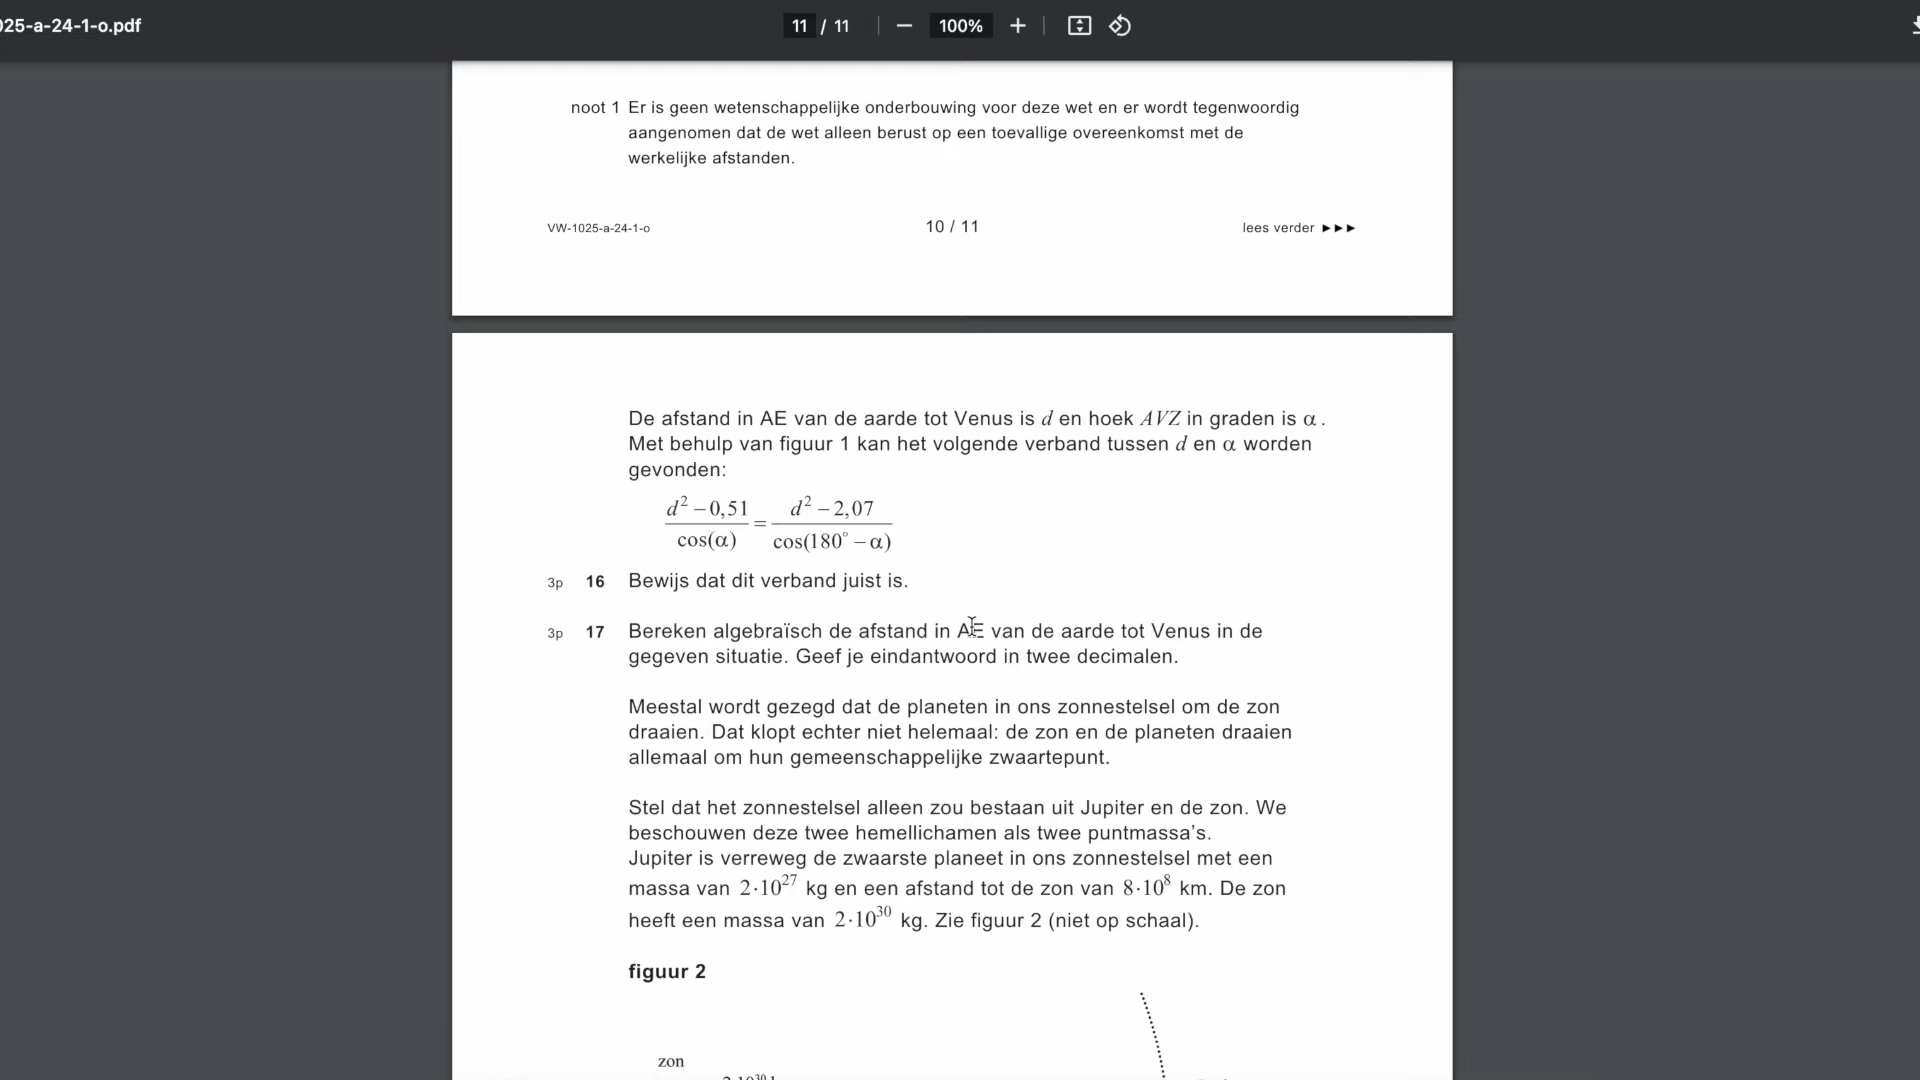 025-a-24-1-o.pdf
11 / 11
100%
noot 1 Er is geen wetenschappelijke onderbouwing voor deze wet en er wordt tegenwoordig
aangenomen dat de wet alleen berust op een toevallige overeenkomst met de
werkelijke afstanden.
VW-1025-a-24-1-o 10 / 11 lees verder ►►►
De afstand in AE van de aarde tot Venus is d en hoek AVZ in graden is α.
Met behulp van figuur 1 kan het volgende verband tussen d en α worden
gevonden:
d² − 0,51 / cos(α) = d² − 2,07 / cos(180° − α)
3p 16 Bewijs dat dit verband juist is.
3p 17 Bereken algebraïsch de afstand in AE van de aarde tot Venus in de
gegeven situatie. Geef je eindantwoord in twee decimalen.
Meestal wordt gezegd dat de planeten in ons zonnestelsel om de zon
draaien. Dat klopt echter niet helemaal: de zon en de planeten draaien
allemaal om hun gemeenschappelijke zwaartepunt.
Stel dat het zonnestelsel alleen zou bestaan uit Jupiter en de zon. We
beschouwen deze twee hemellichamen als twee puntmassa's.
Jupiter is verreweg de zwaarste planeet in ons zonnestelsel met een
massa van 2·10²⁷ kg en een afstand tot de zon van 8·10⁸ km. De zon
heeft een massa van 2·10³⁰ kg. Zie figuur 2 (niet op schaal).
figuur 2
zon